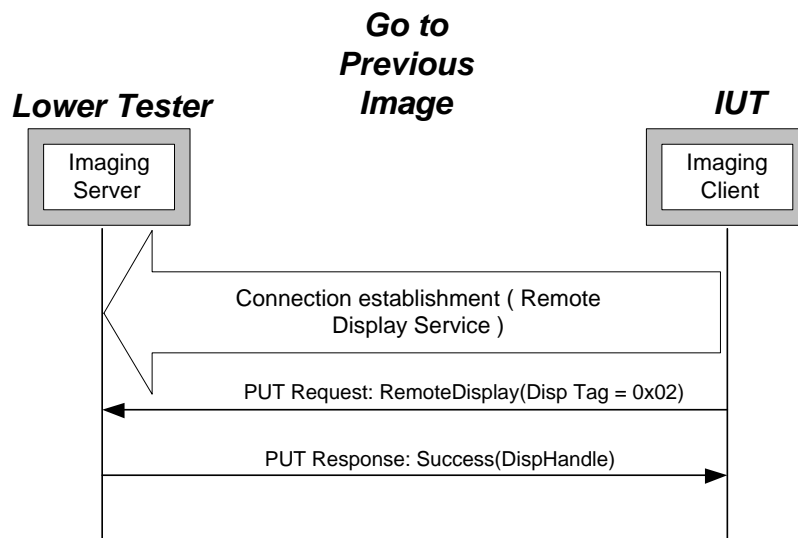 Go to
Previous
Image
Lower Tester
IUT
Imaging
Server
Imaging
Client
Connection establishment ( Remote
Display Service )
PUT Request: RemoteDisplay(Disp Tag = 0x02)
PUT Response: Success(DispHandle)